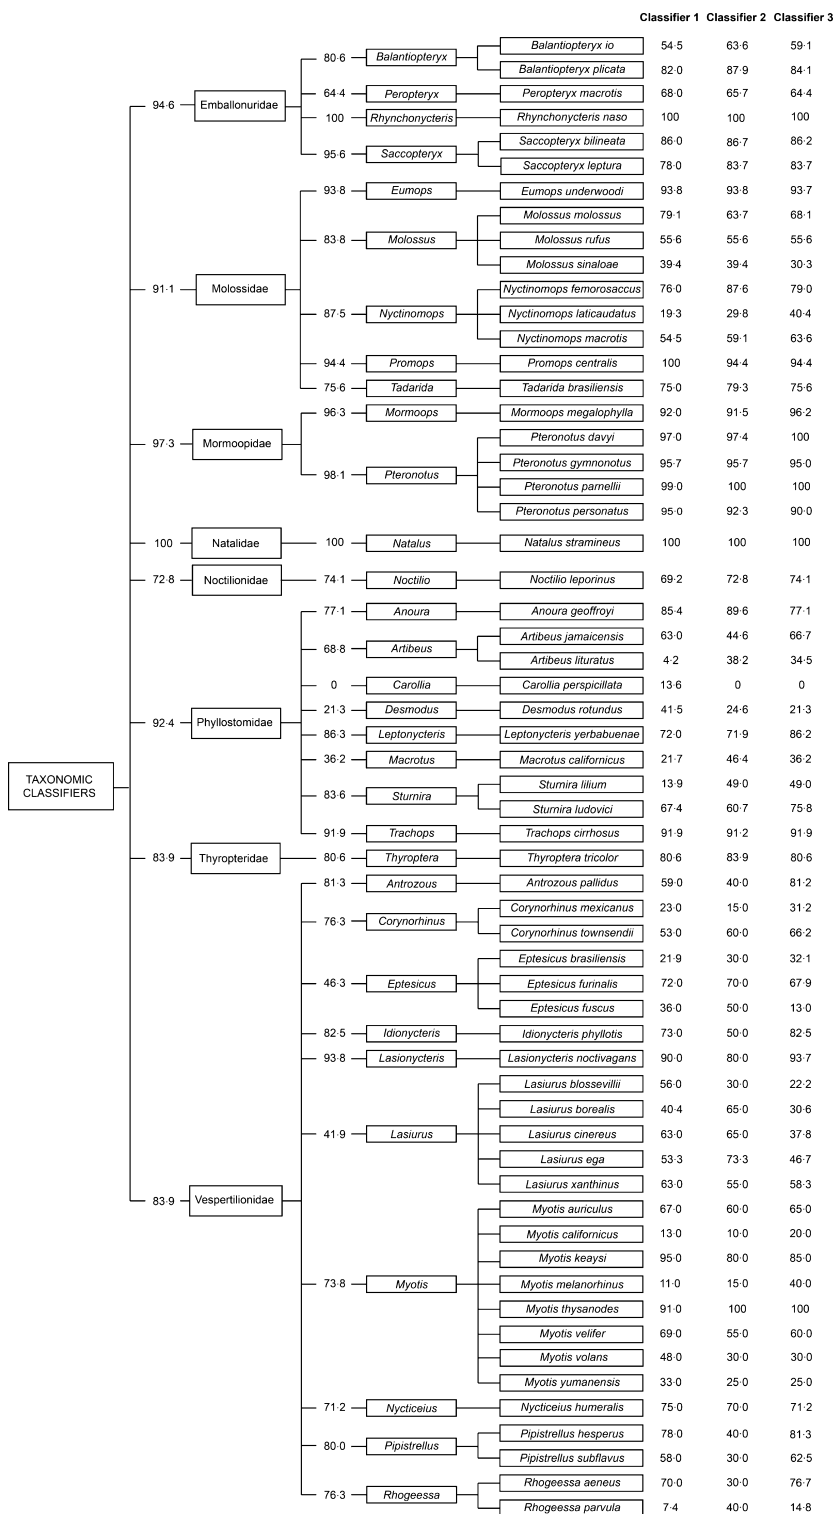 Classifier 1 Classifier 2 Classifier 3
Balantiopteryx io 54·5 63·6 59·1
80·6 Balantiopteryx
Balantiopteryx plicata 82·0 87·9 84·1
64·4 Peropteryx Peropteryx macrotis 68·0 65·7 64·4
94·6 Emballonuridae
100 Rhynchonycteris Rhynchonycteris naso 100 100 100
Saccopteryx bilineata 86·0 86·7 86·2
95·6 Saccopteryx
Saccopteryx leptura 78·0 83·7 83·7
93·8 Eumops Eumops underwoodi 93·8 93·8 93·7
Molossus molossus 79·1 63·7 68·1
83·8 Molossus Molossus rufus 55·6 55·6 55·6
Molossus sinaloae 39·4 39·4 30·3
91·1 Molossidae Nyctinomops femorosaccus 76·0 87·6 79·0
87·5 Nyctinomops Nyctinomops laticaudatus 19·3 29·8 40·4
Nyctinomops macrotis 54·5 59·1 63·6
94·4 Promops Promops centralis 100 94·4 94·4
75·6 Tadarida Tadarida brasiliensis 75·0 79·3 75·6
96·3 Mormoops Mormoops megalophylla 92·0 91·5 96·2
97·3 Mormoopidae
Pteronotus davyi 97·0 97·4 100
Pteronotus gymnonotus 95·7 95·7 95·0
98·1 Pteronotus
Pteronotus parnellii 99·0 100 100
Pteronotus personatus 95·0 92·3 90·0
100 Natalidae 100 Natalus Natalus stramineus 100 100 100
72·8 Noctilionidae 74·1 Noctilio Noctilio leporinus 69·2 72·8 74·1
77·1 Anoura Anoura geoffroyi 85·4 89·6 77·1
Artibeus jamaicensis 63·0 44·6 66·7
68·8 Artibeus
Artibeus lituratus 4·2 38·2 34·5
0 Carollia Carollia perspicillata 13·6 0 0
21·3 Desmodus Desmodus rotundus 41·5 24·6 21·3
92·4 Phyllostomidae
86·3 Leptonycteris Leptonycteris yerbabuenae 72·0 71·9 86·2
36·2 Macrotus Macrotus californicus 21·7 46·4 36·2
TAXONOMIC
CLASSIFIERS
Sturnira lilium 13·9 49·0 49·0
83·6 Sturnira
Sturnira ludovici 67·4 60·7 75·8
91·9 Trachops Trachops cirrhosus 91·9 91·2 91·9
83·9 Thyropteridae 80·6 Thyroptera Thyroptera tricolor 80·6 83·9 80·6
81·3 Antrozous Antrozous pallidus 59·0 40·0 81·2
Corynorhinus mexicanus 23·0 15·0 31·2
76·3 Corynorhinus
Corynorhinus townsendii 53·0 60·0 66·2
Eptesicus brasiliensis 21·9 30·0 32·1
46·3 Eptesicus Eptesicus furinalis 72·0 70·0 67·9
Eptesicus fuscus 36·0 50·0 13·0
82·5 Idionycteris Idionycteris phyllotis 73·0 50·0 82·5
93·8 Lasionycteris Lasionycteris noctivagans 90·0 80·0 93·7
Lasiurus blossevillii 56·0 30·0 22·2
Lasiurus borealis 40·4 65·0 30·6
41·9 Lasiurus Lasiurus cinereus 63·0 65·0 37·8
Lasiurus ega 53·3 73·3 46·7
Lasiurus xanthinus 63·0 55·0 58·3
83·9 Vespertilionidae
Myotis auriculus 67·0 60·0 65·0
Myotis californicus 13·0 10·0 20·0
Myotis keaysi 95·0 80·0 85·0
73·8 Myotis Myotis melanorhinus 11·0 15·0 40·0
Myotis thysanodes 91·0 100 100
Myotis velifer 69·0 55·0 60·0
Myotis volans 48·0 30·0 30·0
Myotis yumanensis 33·0 25·0 25·0
71·2 Nycticeius Nycticeius humeralis 75·0 70·0 71·2
Pipistrellus hesperus 78·0 40·0 81·3
80·0 Pipistrellus
Pipistrellus subflavus 58·0 30·0 62·5
Rhogeessa aeneus 70·0 30·0 76·7
76·3 Rhogeessa
Rhogeessa parvula 7·4 40·0 14·8